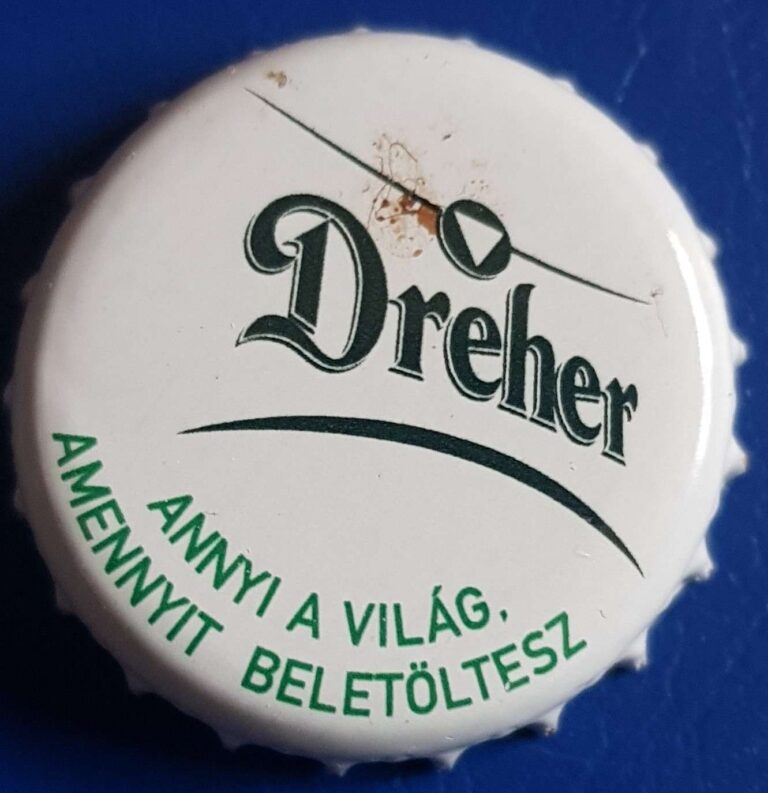 Dreher
ANNYI A VILÁG,
AMENNYIT BELETÖLTESZ